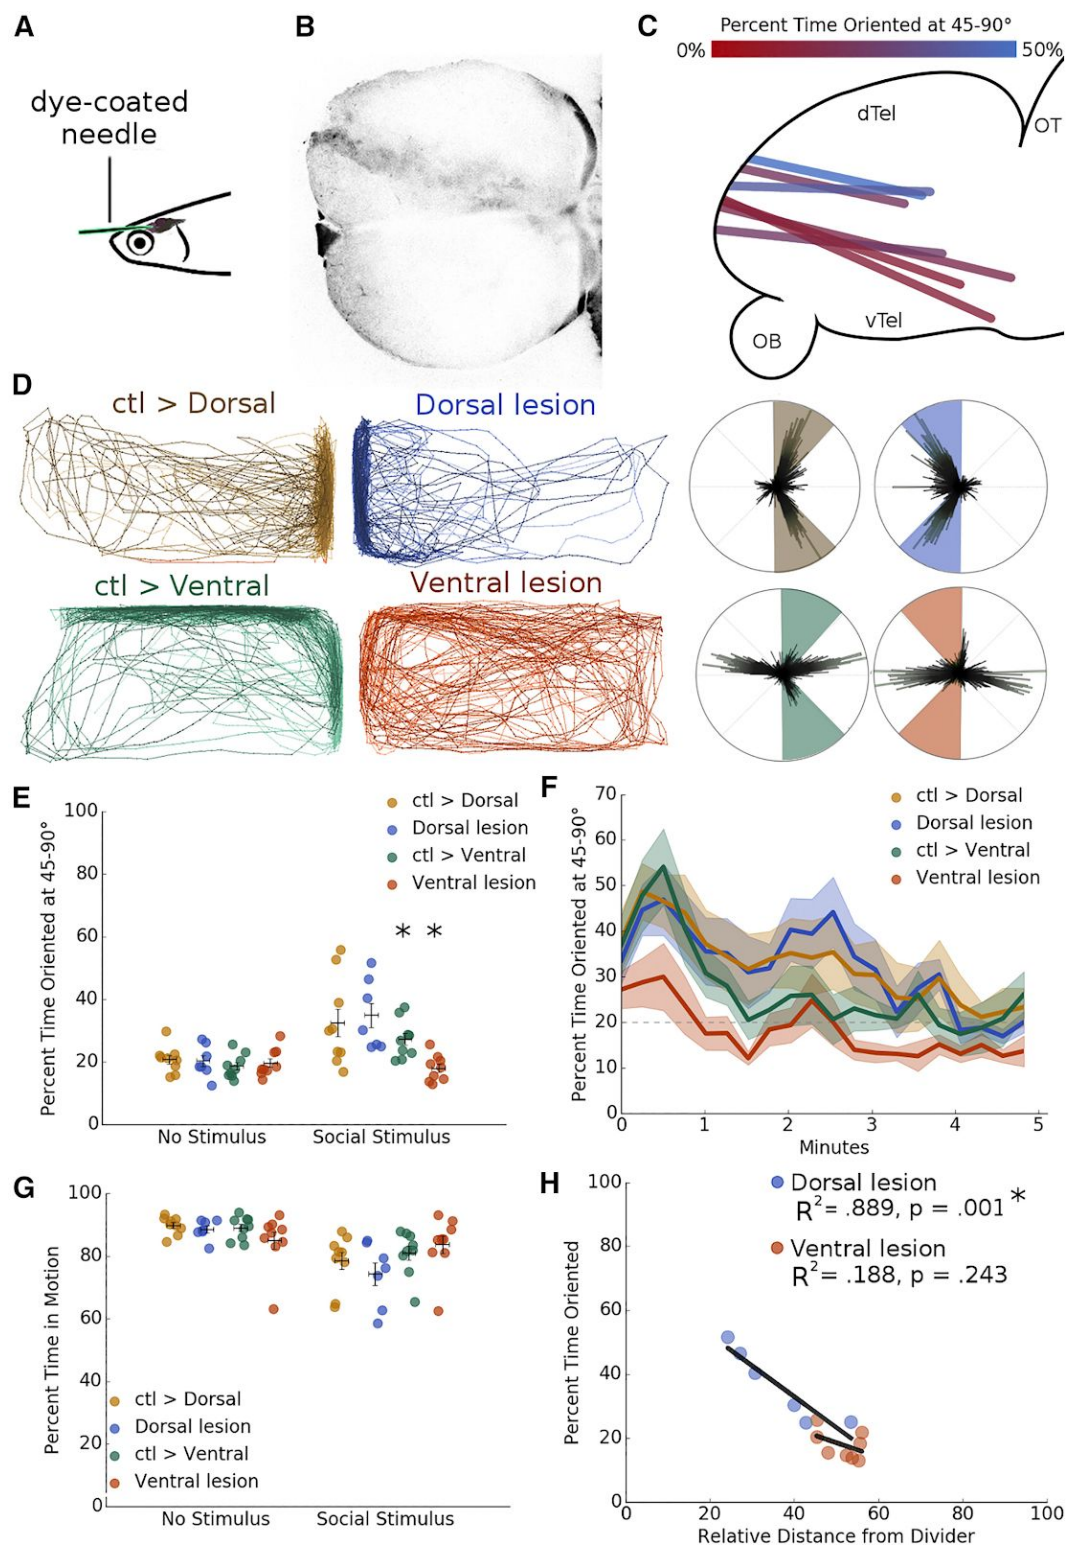 A
B
C
Percent Time Oriented at 45-90°
0%
50%
dye-coated
needle
dTel
OT
vTel
OB
D
ctl > Dorsal
Dorsal lesion
ctl > Ventral
Ventral lesion
E
Percent Time Oriented at 45-90°
100
80
60
40
20
0
ctl > Dorsal
Dorsal lesion
ctl > Ventral
Ventral lesion
* *
No Stimulus
Social Stimulus
F
Percent Time Oriented at 45-90°
70
60
50
40
30
20
10
0
ctl > Dorsal
Dorsal lesion
ctl > Ventral
Ventral lesion
0 1 2 3 4 5
Minutes
G
Percent Time in Motion
100
80
60
40
20
0
ctl > Dorsal
Dorsal lesion
ctl > Ventral
Ventral lesion
No Stimulus
Social Stimulus
H
Percent Time Oriented
100
80
60
40
20
0
Dorsal lesion
R²= .889, p = .001 *
Ventral lesion
R²= .188, p = .243
0 20 40 60 80 100
Relative Distance from Divider